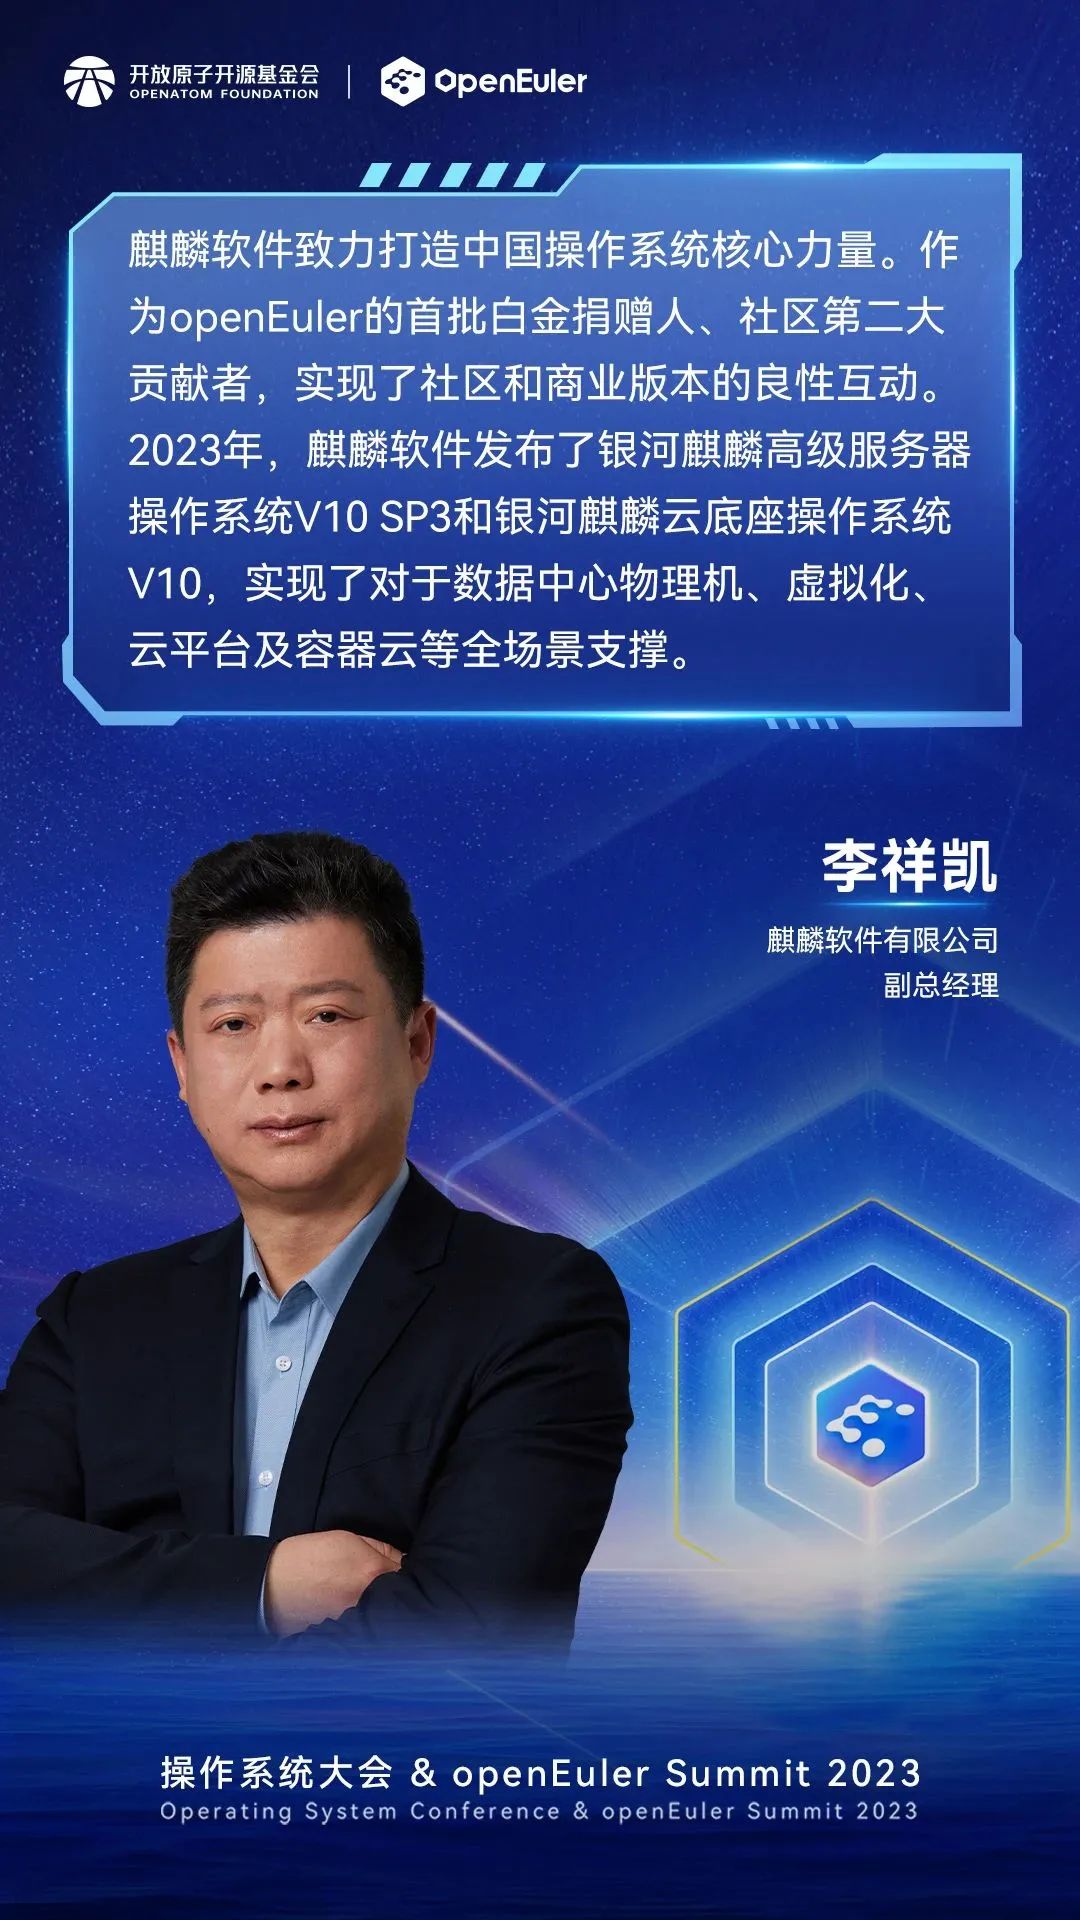 开放原子开源基金会
OPENATOM FOUNDATION
openEuler
麒麟软件致力打造中国操作系统核心力量。作
为openEuler的首批白金捐赠人、社区第二大
贡献者，实现了社区和商业版本的良性互动。
2023年，麒麟软件发布了银河麒麟高级服务器
操作系统V10 SP3和银河麒麟云底座操作系统
V10，实现了对于数据中心物理机、虚拟化、
云平台及容器云等全场景支撑。
李祥凯
麒麟软件有限公司
副总经理
操作系统大会 & openEuler Summit 2023
Operating System Conference & openEuler Summit 2023